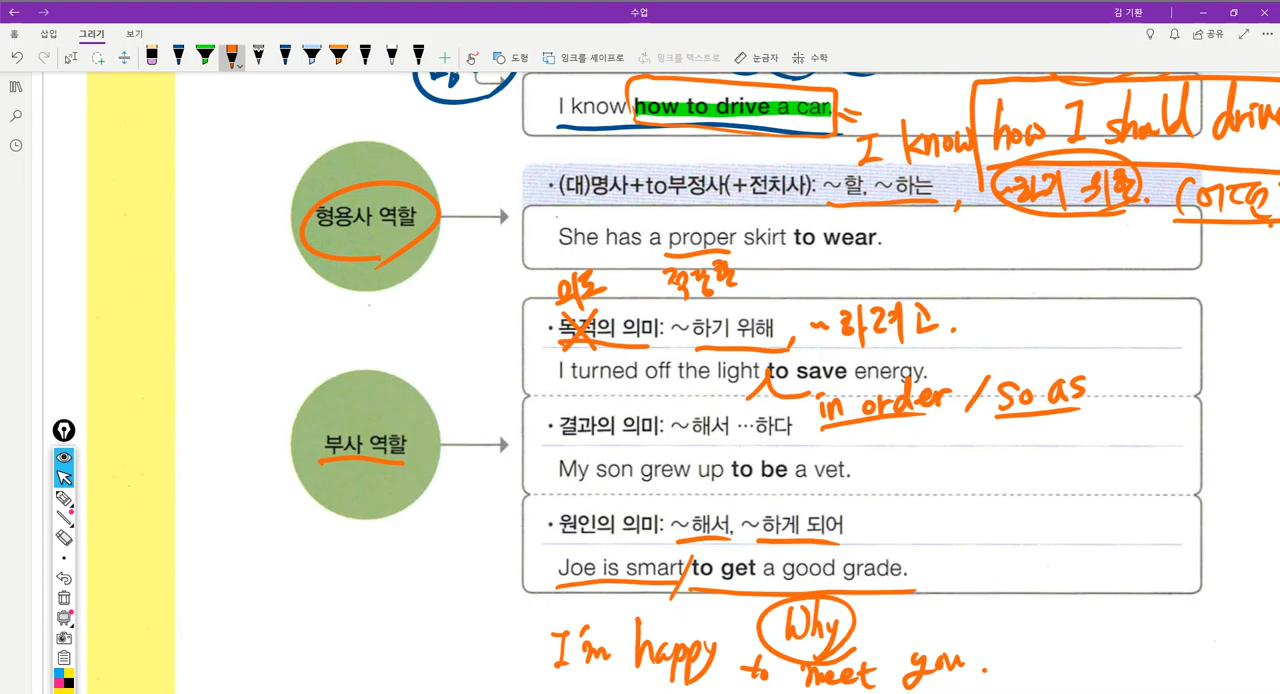 수업
김 기환
홈 삽입 그리기 보기
공유
도형 잉크를 셰이프로 잉크를 텍스트로 눈금자 수학
I know how to drive a car. =
I know how I should drive
형용사 역할
· (대)명사+to부정사(+전치사): ~할, ~하는 , ~하기 위한.
She has a proper skirt to wear.
의도 적당한
· 목적의 의미: ~하기 위해 , ~하려고.
I turned off the light to save energy.
in order / so as
부사 역할
· 결과의 의미: ~해서 …하다
My son grew up to be a vet.
· 원인의 의미: ~해서, ~하게 되어
Joe is smart / to get a good grade.
Why
I'm happy to meet you.